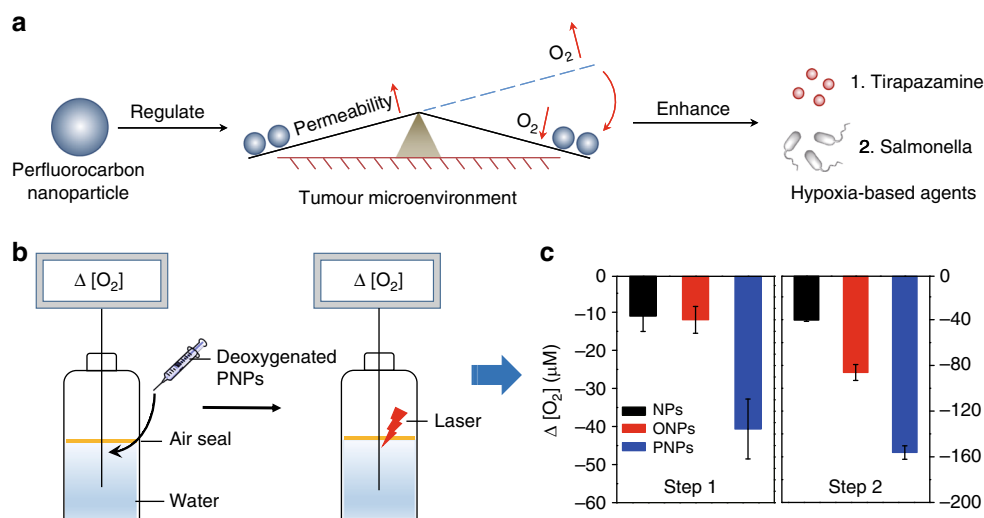 a
Perfluorocarbon
nanoparticle
Regulate
Permeability
O₂
O₂
Tumour microenvironment
Enhance
1. Tirapazamine
2. Salmonella
Hypoxia-based agents
b
Δ [O₂]
Deoxygenated
PNPs
Air seal
Water
Δ [O₂]
Laser
c
Δ [O₂] (μM)
0
–10
–20
–30
–40
–50
–60
NPs
ONPs
PNPs
Step 1
Step 2
0
–40
–80
–120
–160
–200